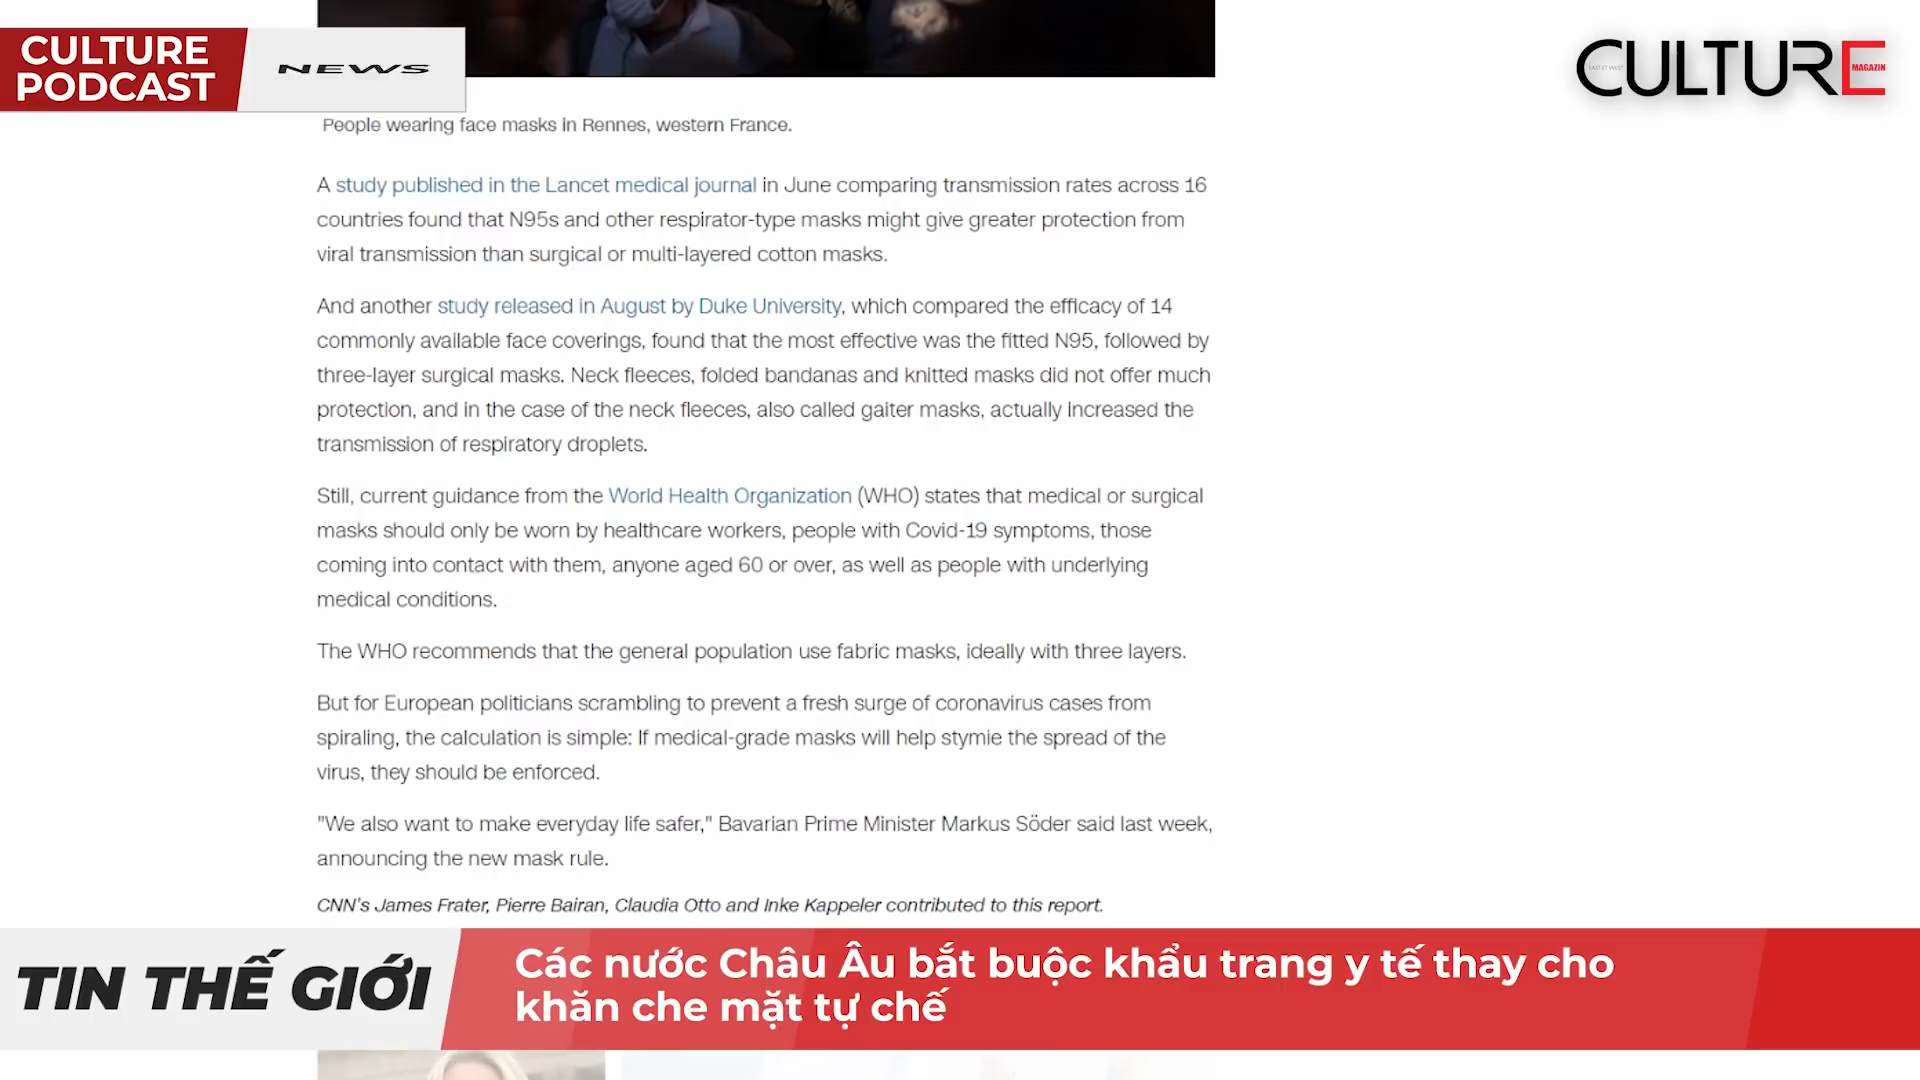 CULTURE
PODCAST
NEWS
CULTURE
MAGAZIN
People wearing face masks in Rennes, western France.
A study published in the Lancet medical journal in June comparing transmission rates across 16
countries found that N95s and other respirator-type masks might give greater protection from
viral transmission than surgical or multi-layered cotton masks.
And another study released in August by Duke University, which compared the efficacy of 14
commonly available face coverings, found that the most effective was the fitted N95, followed by
three-layer surgical masks. Neck fleeces, folded bandanas and knitted masks did not offer much
protection, and in the case of the neck fleeces, also called gaiter masks, actually increased the
transmission of respiratory droplets.
Still, current guidance from the World Health Organization (WHO) states that medical or surgical
masks should only be worn by healthcare workers, people with Covid-19 symptoms, those
coming into contact with them, anyone aged 60 or over, as well as people with underlying
medical conditions.
The WHO recommends that the general population use fabric masks, ideally with three layers.
But for European politicians scrambling to prevent a fresh surge of coronavirus cases from
spiraling, the calculation is simple: If medical-grade masks will help stymie the spread of the
virus, they should be enforced.
"We also want to make everyday life safer," Bavarian Prime Minister Markus Söder said last week,
announcing the new mask rule.
CNN's James Frater, Pierre Bairan, Claudia Otto and Inke Kappeler contributed to this report.
TIN THẾ GIỚI
Các nước Châu Âu bắt buộc khẩu trang y tế thay cho
khăn che mặt tự chế